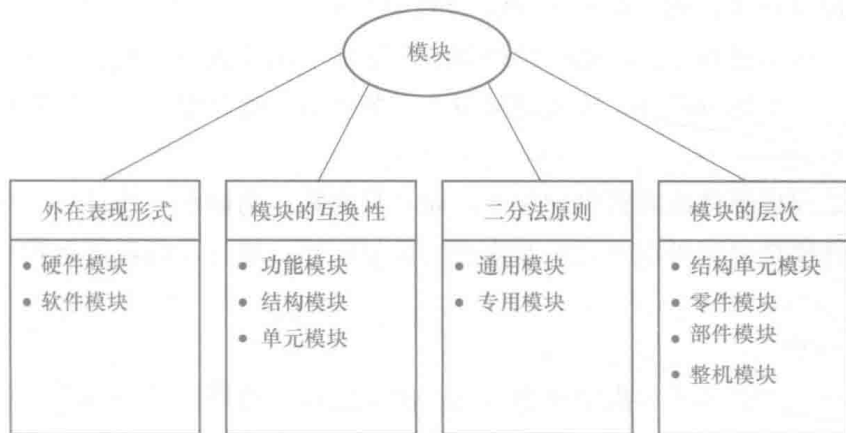 模块
外在表现形式
• 硬件模块
• 软件模块
模块的互换性
• 功能模块
• 结构模块
• 单元模块
二分法原则
• 通用模块
• 专用模块
模块的层次
• 结构单元模块
• 零件模块
• 部件模块
• 整机模块